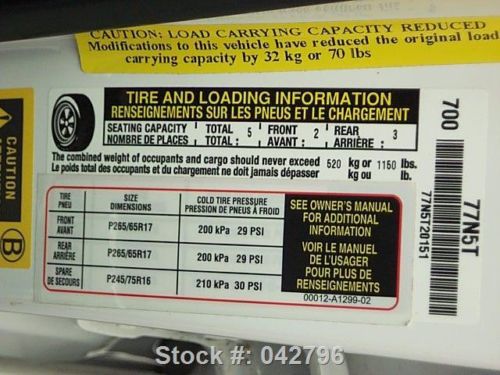 CAUTION: LOAD CARRYING CAPACITY REDUCED
Modifications to this vehicle have reduced the original load
carrying capacity by 32 kg or 70 lbs
TIRE AND LOADING INFORMATION
RENSEIGNEMENTS SUR LES PNEUS ET LE CHARGEMENT
SEATING CAPACITY TOTAL : 5 FRONT : 2 REAR : 3
NOMBRE DE PLACES : TOTAL : AVANT : ARRIÈRE :
The combined weight of occupants and cargo should never exceed 520 kg or 1150 lbs.
Le poids total des occupants et du chargement ne doit jamais dépasser kg ou lb.
TIRE SIZE COLD TIRE PRESSURE
PNEU DIMENSIONS PRESSION DE PNEUS À FROID
FRONT
AVANT P265/65R17 200 kPa 29 PSI
REAR
ARRIÈRE P265/65R17 200 kPa 29 PSI
SPARE
DE SECOURS P245/75R16 210 kPa 30 PSI
SEE OWNER'S MANUAL
FOR ADDITIONAL
INFORMATION
VOIR LE MANUEL
DE L'USAGER
POUR PLUS DE
RENSEIGNEMENTS
00012-A1299-02
700
77N5T20151
77N5T
CAUTION
B
Stock #: 042796